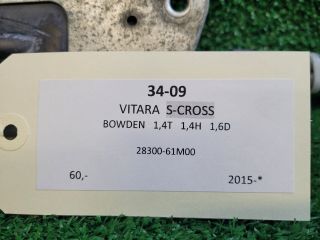 34-09
VITARA S-CROSS
BOWDEN 1,4T 1,4H 1,6D
28300-61M00
60,- 2015-*